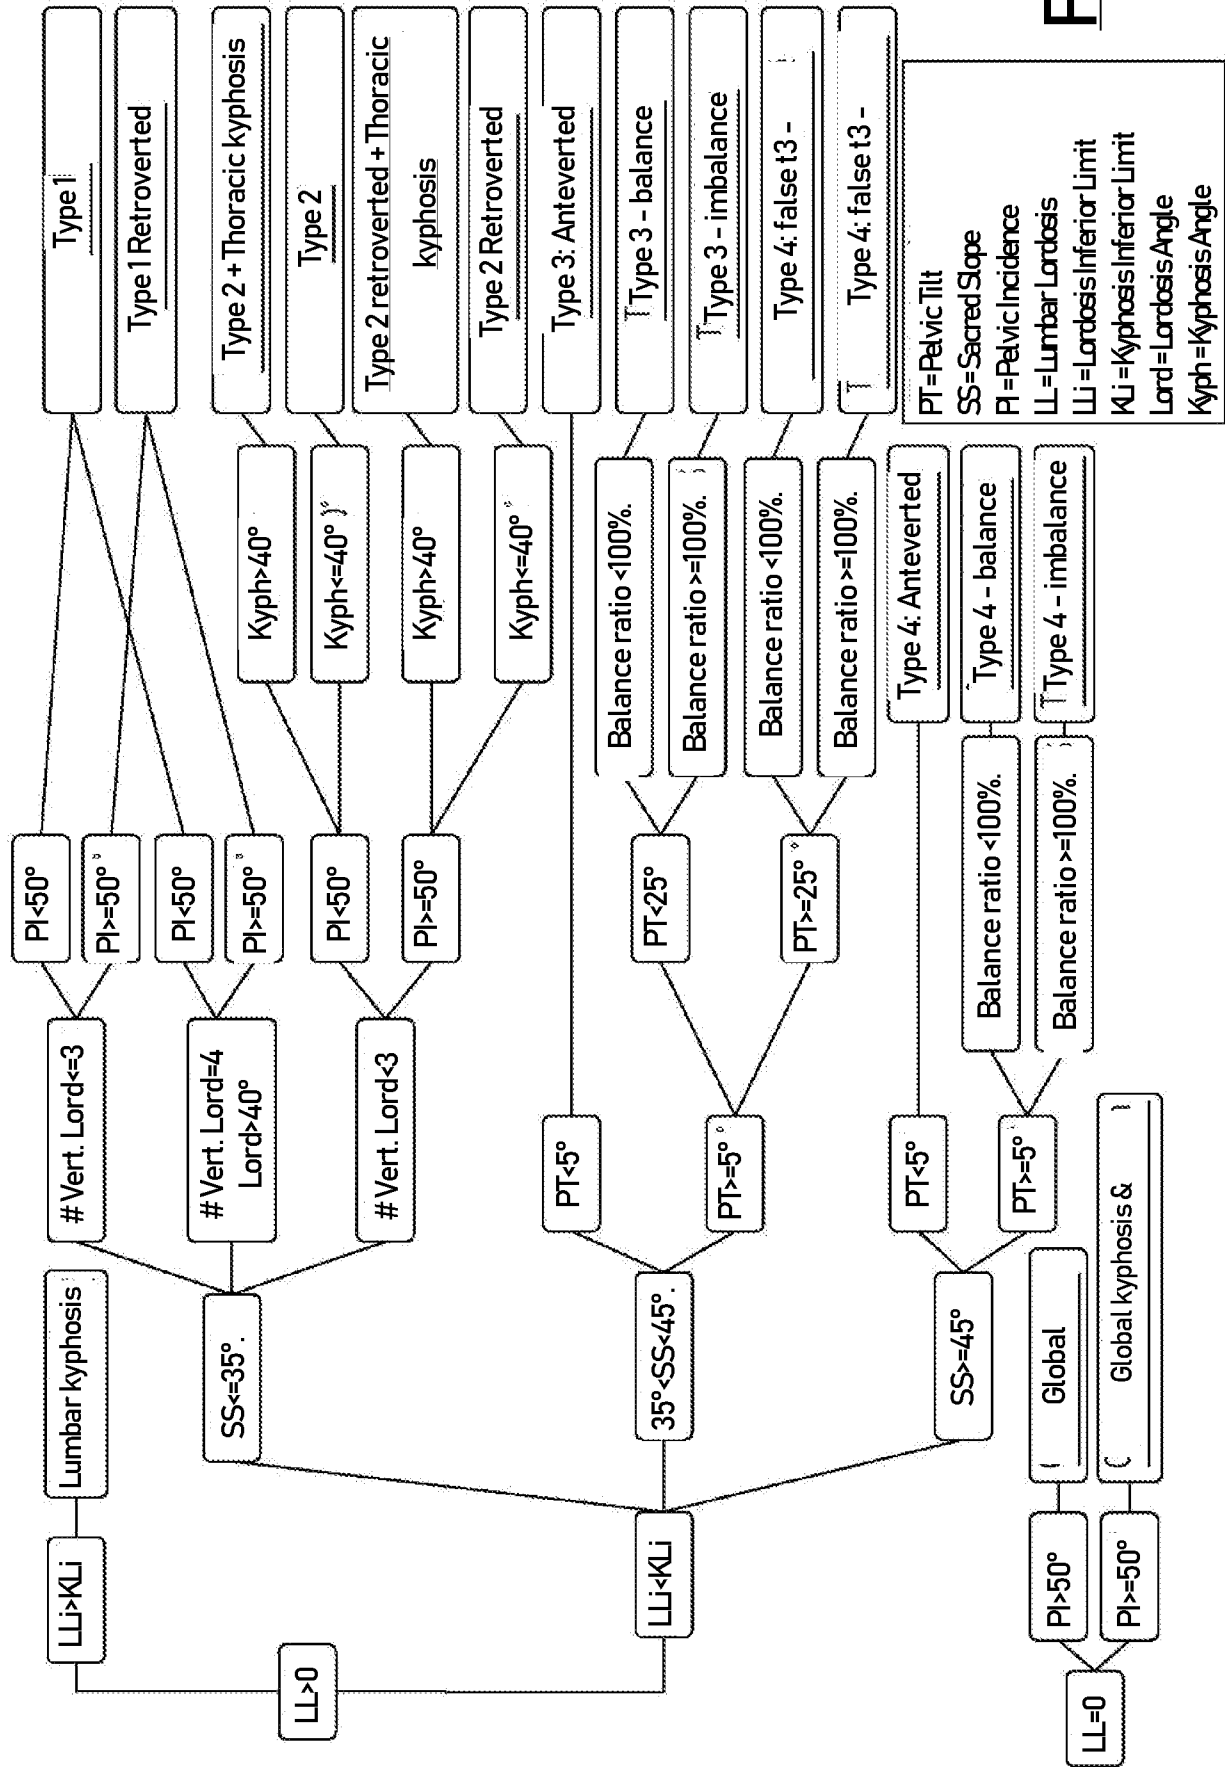 LL>0
LLi>KLi
Lumbar kyphosis
LLi<KLi
SS<=35°.
# Vert. Lord<=3
PI<50°
Type 1
PI>=50°
Type 1 Retroverted
# Vert. Lord=4
Lord>40°
PI<50°
PI>=50°
# Vert. Lord<3
PI<50°
Kyph>40°
Type 2 + Thoracic kyphosis
Kyph<=40°
Type 2
PI>=50°
Kyph>40°
Type 2 retroverted + Thoracic
kyphosis
Kyph<=40°
Type 2 Retroverted
35°<SS<45°.
PT<5°
Type 3: Anteverted
PT>=5°
PT<25°
Balance ratio <100%.
Type 3 - balance
Balance ratio >=100%.
Type 3 - imbalance
PT>=25°
Balance ratio <100%.
Type 4: false t3 -
Balance ratio >=100%.
Type 4: false t3 -
SS>=45°
PT<5°
Type 4: Anteverted
PT>=5°
Balance ratio <100%.
Type 4 - balance
Balance ratio >=100%.
Type 4 - imbalance
LL=0
PI>50°
Global
PI>=50°
Global kyphosis &
PT = Pelvic Tilt
SS = Sacred Slope
PI = Pelvic Incidence
LL = Lumbar Lordosis
LLi = Lordosis Inferior Limit
KLi = Kyphosis Inferior Limit
Lord = Lordosis Angle
Kyph = Kyphosis Angle